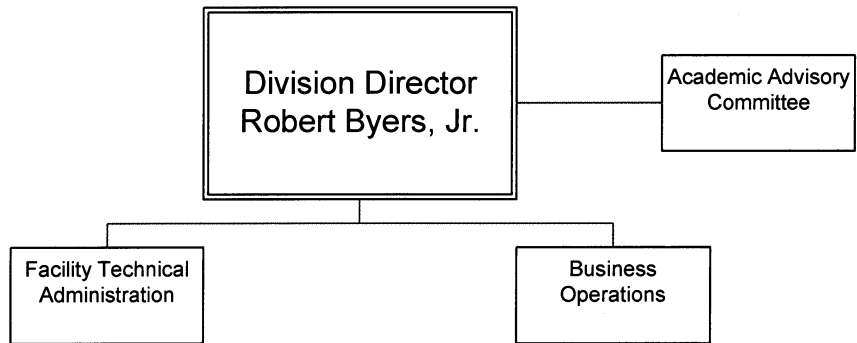 Division Director
Robert Byers, Jr.
Academic Advisory
Committee
Facility Technical
Administration
Business
Operations